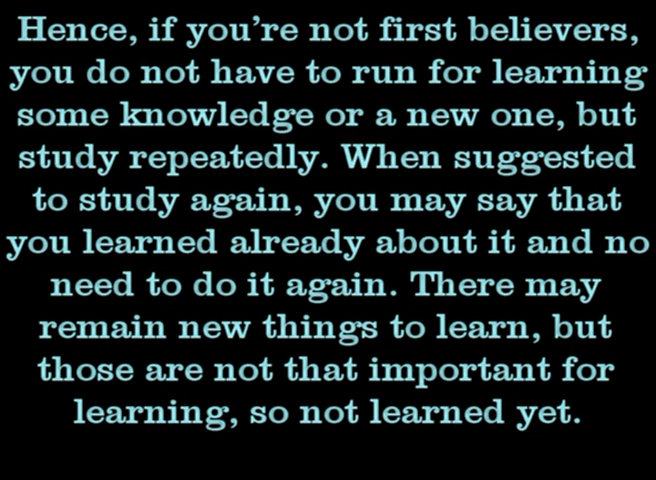 Hence, if you're not first believers,
you do not have to run for learning
some knowledge or a new one, but
study repeatedly. When suggested
to study again, you may say that
you learned already about it and no
need to do it again. There may
remain new things to learn, but
those are not that important for
learning, so not learned yet.